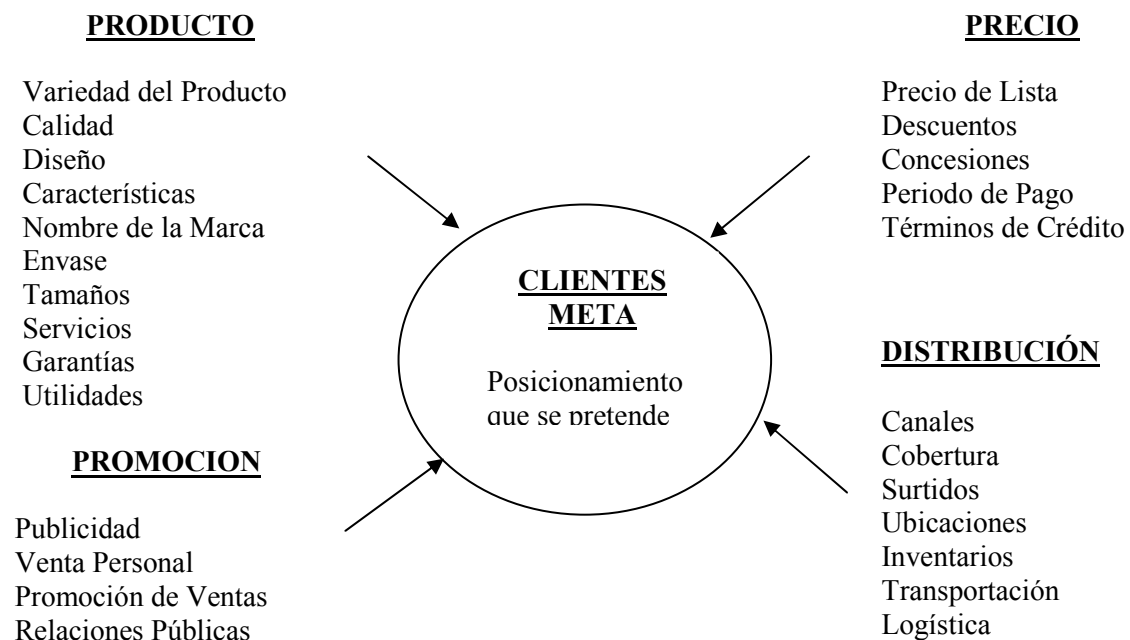 PRODUCTO
Variedad del Producto
Calidad
Diseño
Característícas
Nombre de la Marca
Envase
Tamaños
Servicios
Garantías
Utilidades
PROMOCION
Publicidad
Venta Personal
Promoción de Ventas
Relaciones Públicas
CLIENTES
META
Posicionamiento
que se pretende
PRECIO
Precio de Lista
Descuentos
Concesiones
Periodo de Pago
Términos de Crédito
DISTRIBUCIÓN
Canales
Cobertura
Surtidos
Ubicaciones
Inventarios
Transportación
Logística